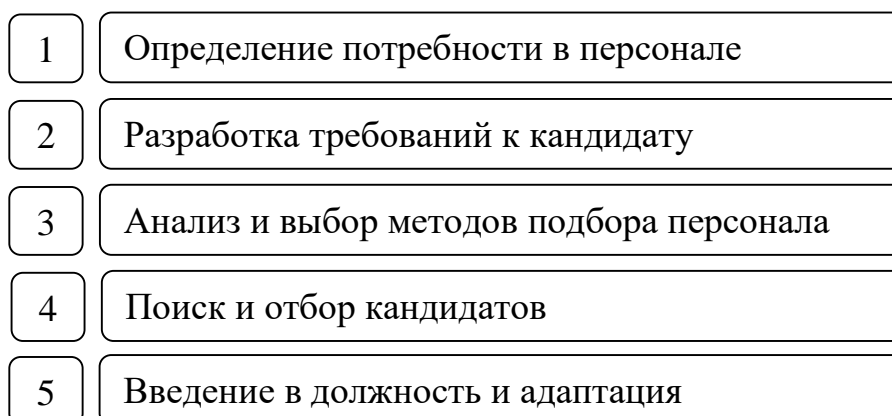 1 Определение потребности в персонале
2 Разработка требований к кандидату
3 Анализ и выбор методов подбора персонала
4 Поиск и отбор кандидатов
5 Введение в должность и адаптация